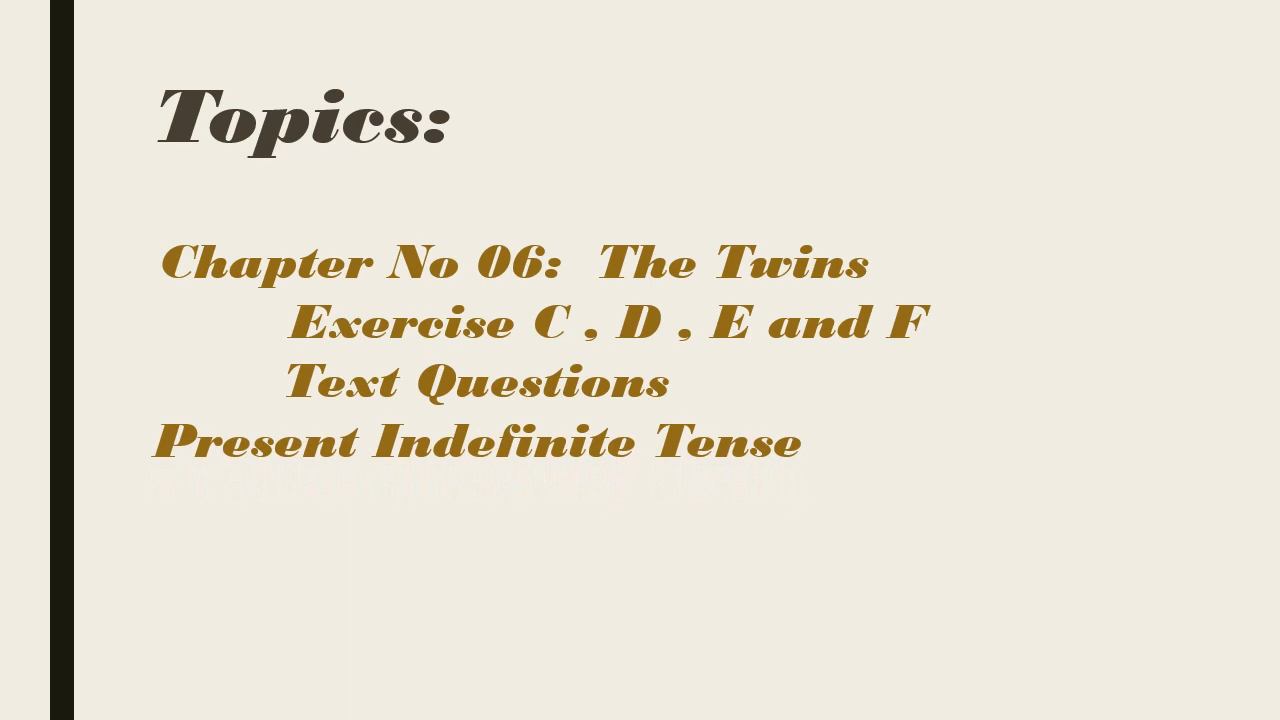 Topics:
Chapter No 06: The Twins
Exercise C , D , E and F
Text Questions
Present Indefinite Tense